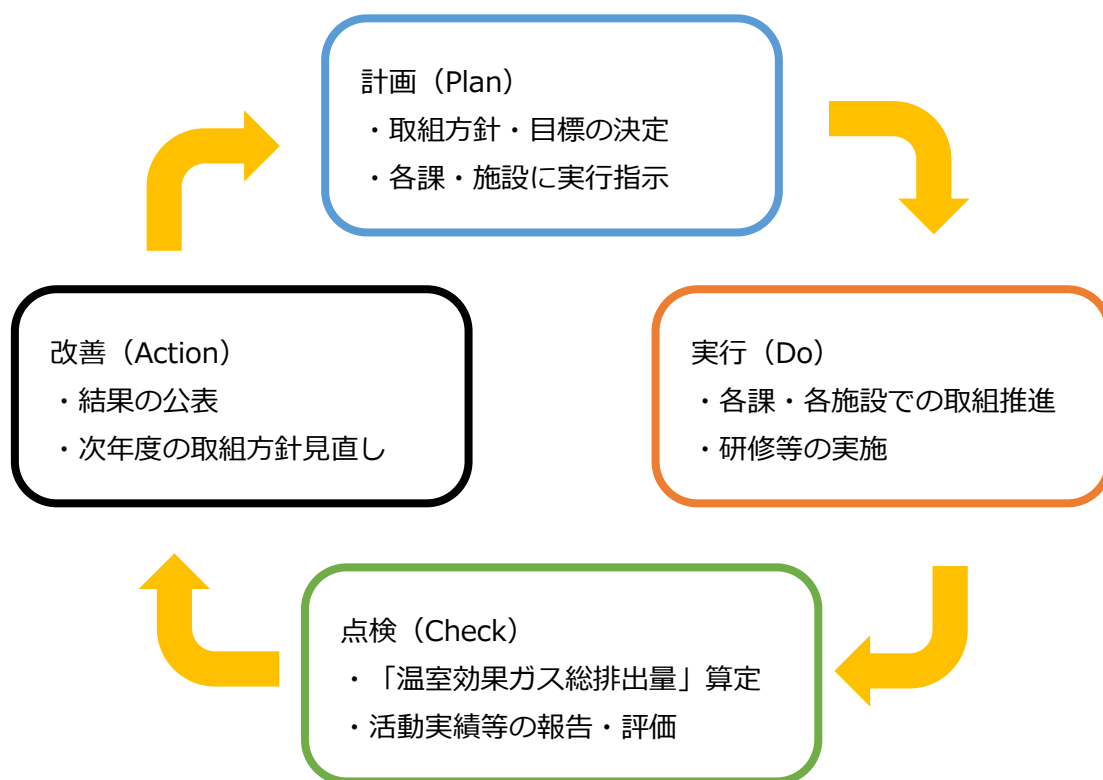 計画（Plan）
・取組方針・目標の決定
・各課・施設に実行指示
改善（Action）
・結果の公表
・次年度の取組方針見直し
実行（Do）
・各課・各施設での取組推進
・研修等の実施
点検（Check）
・「温室効果ガス総排出量」算定
・活動実績等の報告・評価